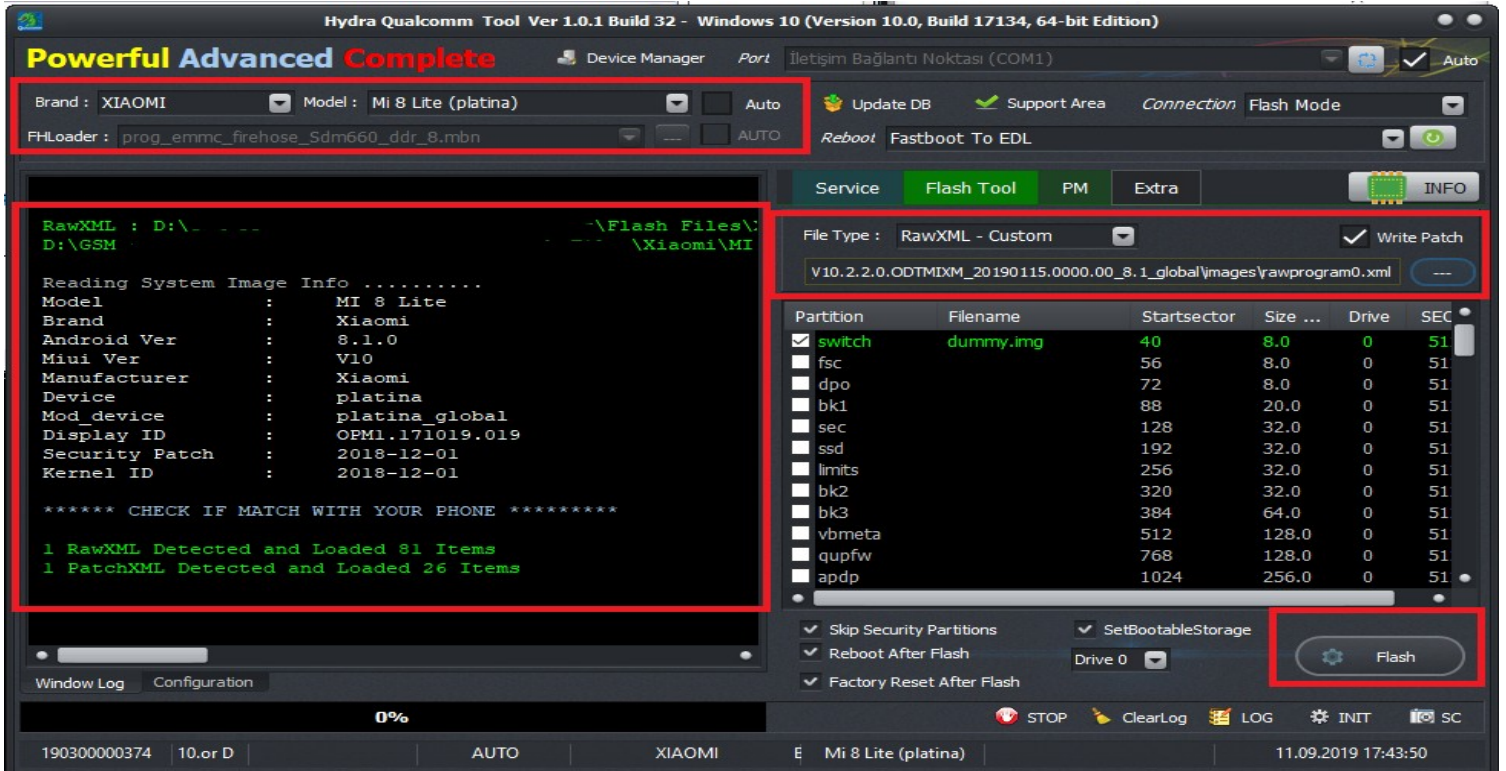 Hydra Qualcomm Tool Ver 1.0.1 Build 32 - Windows 10 (Version 10.0, Build 17134, 64-bit Edition)
Powerful Advanced Complete
Device Manager Port İletişim Bağlantı Noktası (COM1) Auto
Brand : XIAOMI Model : Mi 8 Lite (platina) Auto
Update DB Support Area Connection Flash Mode
FHLoader : prog_emmc_firehose_Sdm660_ddr_8.mbn --- AUTO
Reboot Fastboot To EDL
Service Flash Tool PM Extra INFO
RawXML : D:\ \Flash Files\
D:\GSM \Xiaomi\MI
Reading System Image Info ..........
Model : MI 8 Lite
Brand : Xiaomi
Android Ver : 8.1.0
Miui Ver : V10
Manufacturer : Xiaomi
Device : platina
Mod_device : platina_global
Display ID : OPM1.171019.019
Security Patch : 2018-12-01
Kernel ID : 2018-12-01
****** CHECK IF MATCH WITH YOUR PHONE *********
1 RawXML Detected and Loaded 81 Items
1 PatchXML Detected and Loaded 26 Items
Window Log Configuration
File Type : RawXML - Custom Write Patch
V10.2.2.0.ODTMIXM_20190115.0000.00_8.1_global\images\rawprogram0.xml ---
Partition Filename Startsector Size ... Drive SEC
switch dummy.img 40 8.0 0 51
fsc 56 8.0 0 51
dpo 72 8.0 0 51
bk1 88 20.0 0 51
sec 128 32.0 0 51
ssd 192 32.0 0 51
limits 256 32.0 0 51
bk2 320 32.0 0 51
bk3 384 64.0 0 51
vbmeta 512 128.0 0 51
qupfw 768 128.0 0 51
apdp 1024 256.0 0 51
Skip Security Partitions SetBootableStorage
Reboot After Flash Drive 0 Flash
Factory Reset After Flash
0% STOP ClearLog LOG INIT SC
190300000374 10.or D AUTO XIAOMI E Mi 8 Lite (platina) 11.09.2019 17:43:50